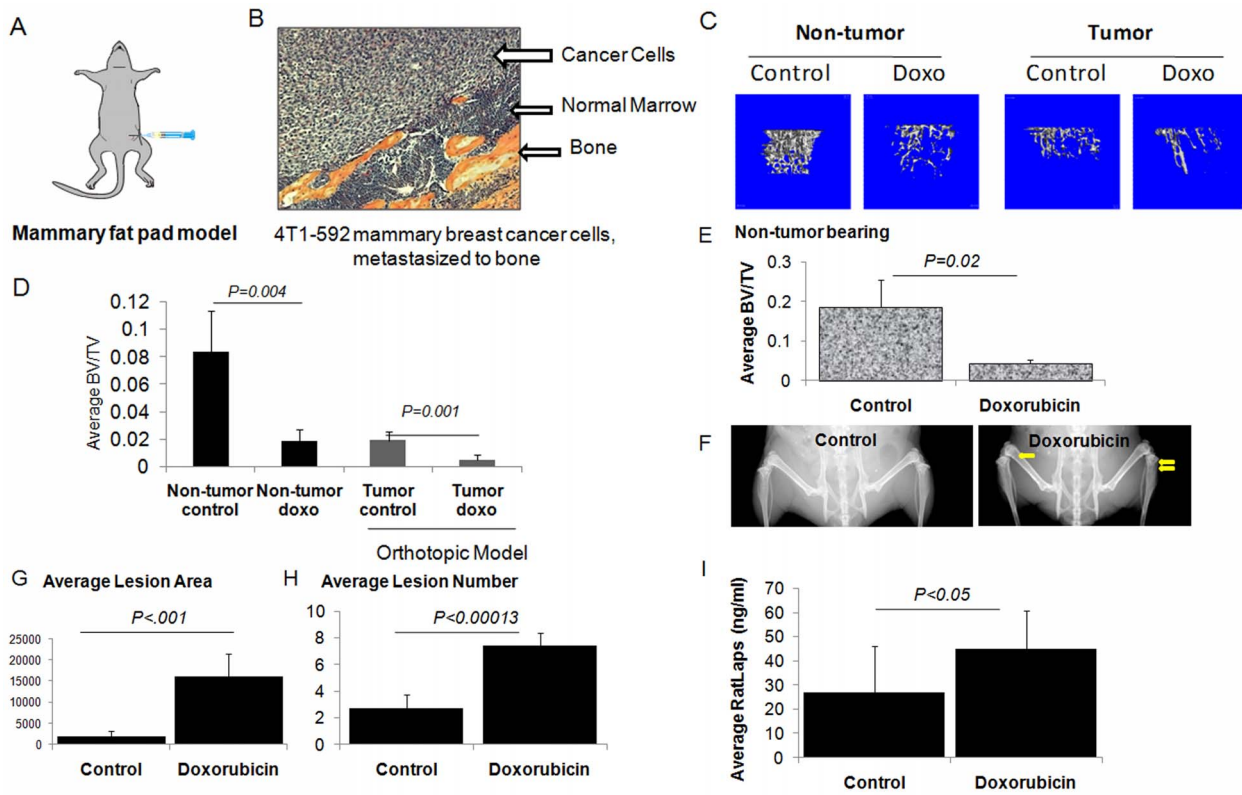 A
Mammary fat pad model
B
Cancer Cells
Normal Marrow
Bone
4T1-592 mammary breast cancer cells,
metastasized to bone
C
Non-tumor
Tumor
Control
Doxo
Control
Doxo
D
Average BV/TV
0.12
0.1
0.08
0.06
0.04
0.02
0
P=0.004
P=0.001
Non-tumor
control
Non-tumor
doxo
Tumor
control
Tumor
doxo
Orthotopic Model
E
Non-tumor bearing
Average BV/TV
0.3
0.2
0.1
0
P=0.02
Control
Doxorubicin
F
Control
Doxorubicin
G
Average Lesion Area
P<.001
25000
20000
15000
10000
5000
0
Control
Doxorubicin
H
Average Lesion Number
P<0.00013
10
8
6
4
2
0
Control
Doxorubicin
I
Average RatLaps (ng/ml)
70
60
50
40
30
20
10
0
P<0.05
Control
Doxorubicin